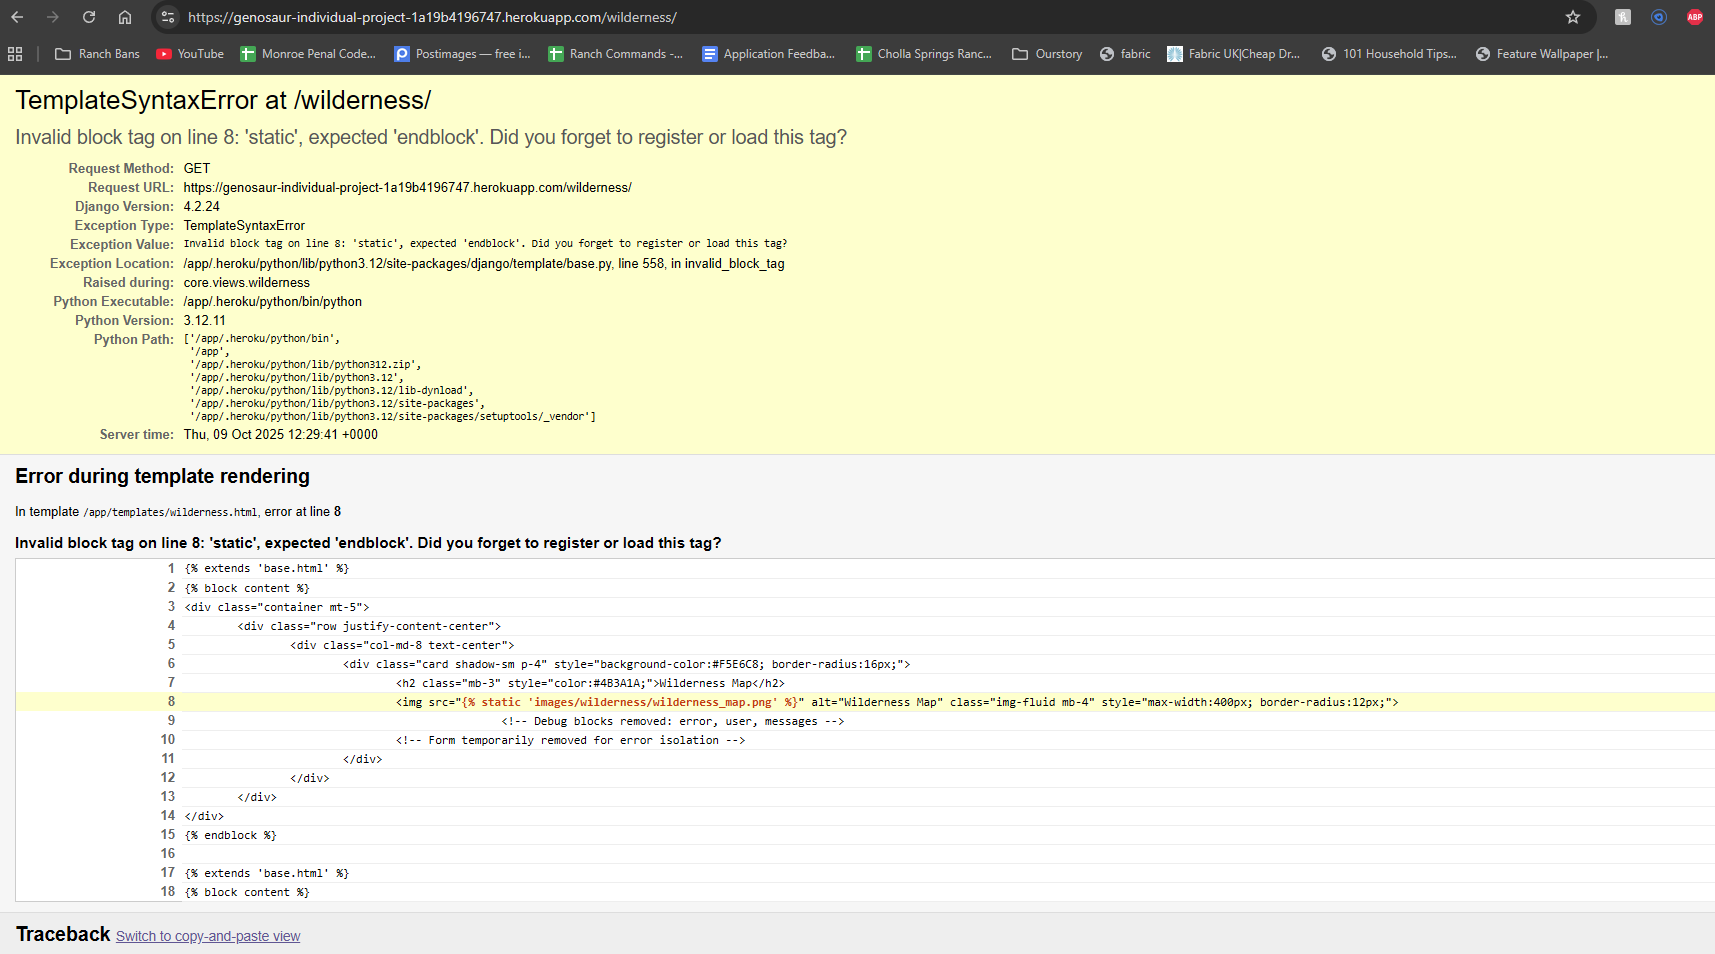 https://genosaur-individual-project-1a19b4196747.herokuapp.com/wilderness/
ABP
Ranch Bans YouTube Monroe Penal Code... Postimages — free i... Ranch Commands -... Application Feedba... Cholla Springs Ranc... Ourstory fabric Fabric UK|Cheap Dr... 101 Household Tips... Feature Wallpaper |...
TemplateSyntaxError at /wilderness/
Invalid block tag on line 8: 'static', expected 'endblock'. Did you forget to register or load this tag?
Request Method: GET
Request URL: https://genosaur-individual-project-1a19b4196747.herokuapp.com/wilderness/
Django Version: 4.2.24
Exception Type: TemplateSyntaxError
Exception Value: Invalid block tag on line 8: 'static', expected 'endblock'. Did you forget to register or load this tag?
Exception Location: /app/.heroku/python/lib/python3.12/site-packages/django/template/base.py, line 558, in invalid_block_tag
Raised during: core.views.wilderness
Python Executable: /app/.heroku/python/bin/python
Python Version: 3.12.11
Python Path: ['/app/.heroku/python/bin',
'/app',
'/app/.heroku/python/lib/python312.zip',
'/app/.heroku/python/lib/python3.12',
'/app/.heroku/python/lib/python3.12/lib-dynload',
'/app/.heroku/python/lib/python3.12/site-packages',
'/app/.heroku/python/lib/python3.12/site-packages/setuptools/_vendor']
Server time: Thu, 09 Oct 2025 12:29:41 +0000
Error during template rendering
In template /app/templates/wilderness.html, error at line 8
Invalid block tag on line 8: 'static', expected 'endblock'. Did you forget to register or load this tag?
1 {% extends 'base.html' %}
2 {% block content %}
3 <div class="container mt-5">
4 <div class="row justify-content-center">
5 <div class="col-md-8 text-center">
6 <div class="card shadow-sm p-4" style="background-color:#F5E6C8; border-radius:16px;">
7 <h2 class="mb-3" style="color:#4B3A1A;">Wilderness Map</h2>
8 <img src="{% static 'images/wilderness/wilderness_map.png' %}" alt="Wilderness Map" class="img-fluid mb-4" style="max-width:400px; border-radius:12px;">
9 <!-- Debug blocks removed: error, user, messages -->
10 <!-- Form temporarily removed for error isolation -->
11 </div>
12 </div>
13 </div>
14 </div>
15 {% endblock %}
16
17 {% extends 'base.html' %}
18 {% block content %}
Traceback Switch to copy-and-paste view